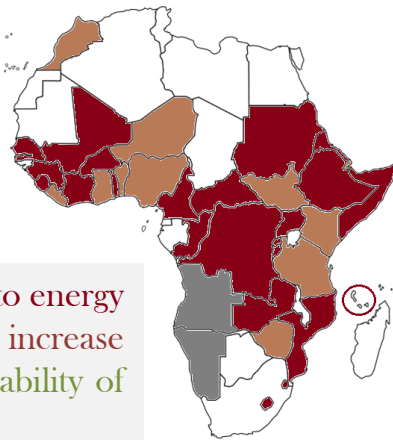 to energy
increase
ability of